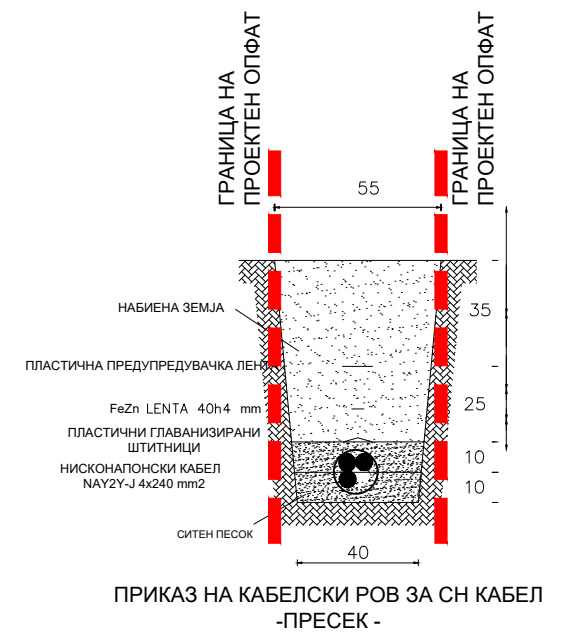 ГРАНИЦА НА
ПРОЕКТЕН ОПФАТ
ГРАНИЦА НА
ПРОЕКТЕН ОПФАТ
55
НАБИЕНА ЗЕМЈА
35
ПЛАСТИЧНА ПРЕДУПРЕДУВАЧКА ЛЕН
FeZn LENTA 40h4 mm
25
ПЛАСТИЧНИ ГЛАВАНИЗИРАНИ
ШТИТНИЦИ
10
НИСКОНАПОНСКИ КАБЕЛ
NAY2Y-J 4x240 mm2
10
СИТЕН ПЕСОК
40
ПРИКАЗ НА КАБЕЛСКИ РОВ ЗА СН КАБЕЛ
-ПРЕСЕК -